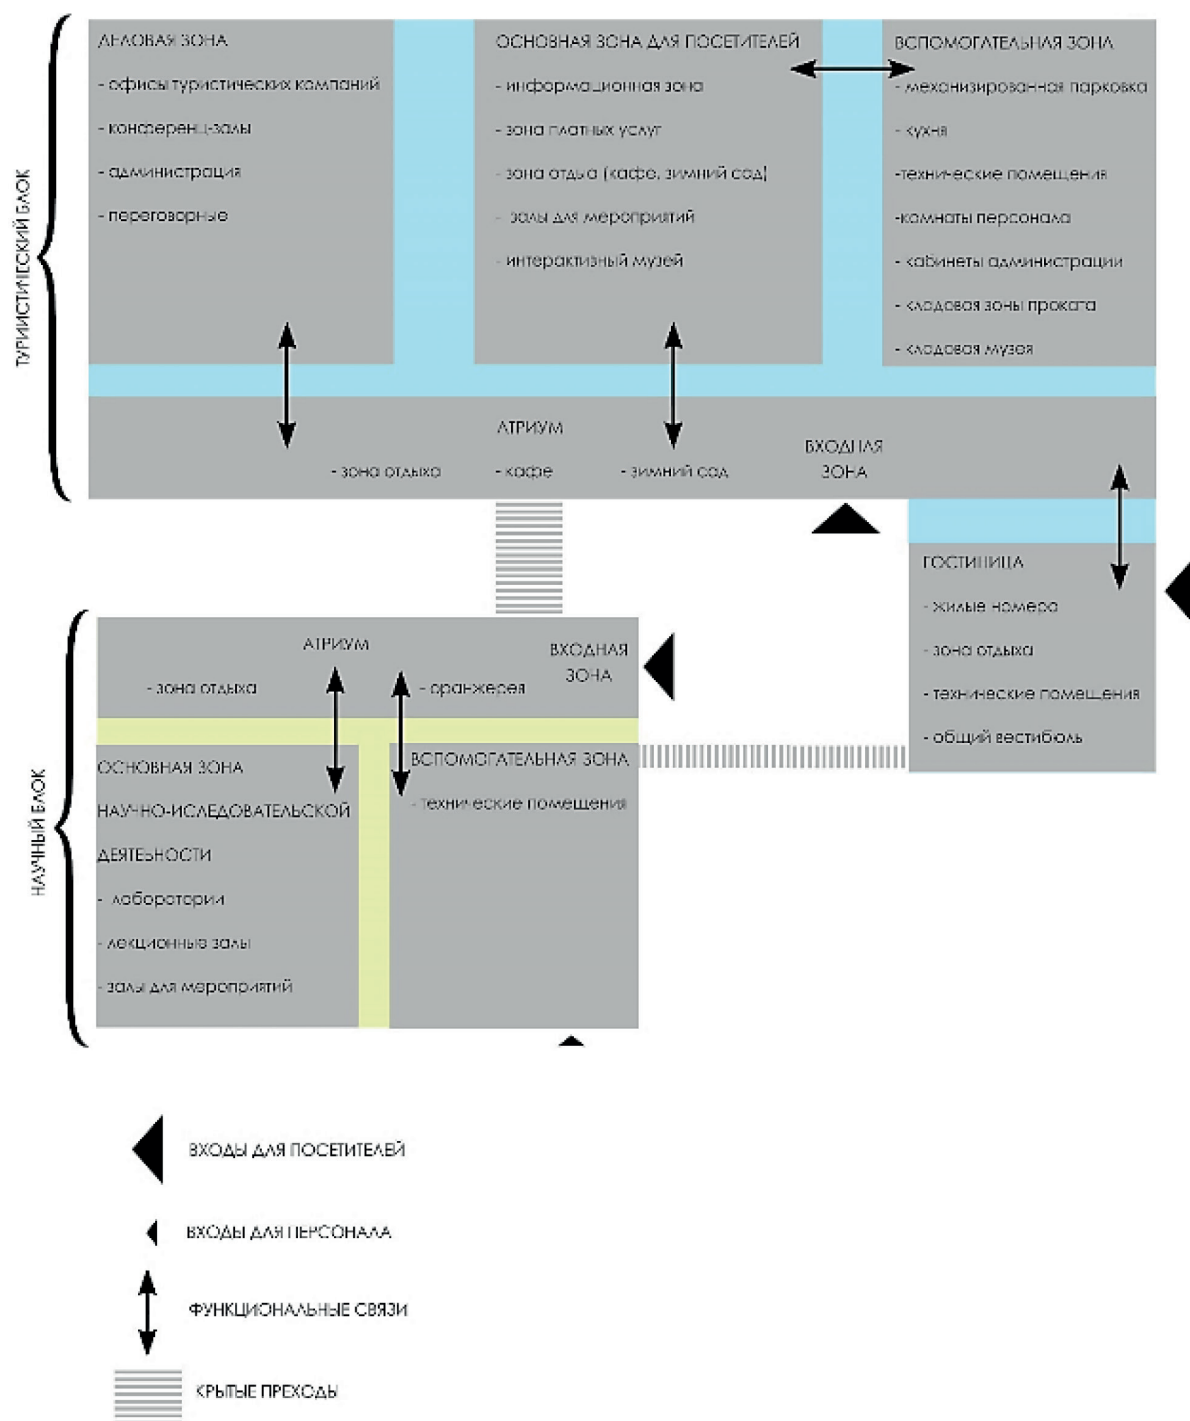 ТУРИИСТИЧЕСКИЙ БЛОК
ДЕЛОВАЯ ЗОНА
- офисы туристических компаний
- конференц-залы
- администрация
- переговорные
ОСНОВНАЯ ЗОНА ДЛЯ ПОСЕТИТЕЛЕЙ
- информационная зона
- зона платных услуг
- зона отдыа (кафе, зимний сад)
- залы для мероприятий
- интерактивный музей
ВСПОМОГАТЕЛЬНАЯ ЗОНА
- механизированная парковка
- кухня
-технические помещения
-комнаты персонала
- кабинеты администрации
- кладовая зоны проката
- кладовая музея
АТРИУМ
- зона отдыха
- кафе
- зимний сад
ВХОДНАЯ
ЗОНА
ГОСТИНИЦА
- жилые номера
- зона отдыха
- технические помещения
- общий вестибюль
НАУЧНЫЙ БЛОК
АТРИУМ
- зона отдыха
- оранжерея
ВХОДНАЯ
ЗОНА
ОСНОВНАЯ ЗОНА
НАУЧНО-ИСЛЕДОВАТЕЛЬСКОЙ
ДЕЯТЕЬНОСТИ
- лаборатории
- лекционные залы
- залы для мероприятий
ВСПОМОГАТЕЛЬНАЯ ЗОНА
- технические помещения
ВХОДЫ ДЛЯ ПОСЕТИТЕЛЕЙ
ВХОДЫ ДЛЯ ПЕРСОНАЛА
ФУНКЦИОНАЛЬНЫЕ СВЯЗИ
КРЫТЫЕ ПРЕХОДЫ